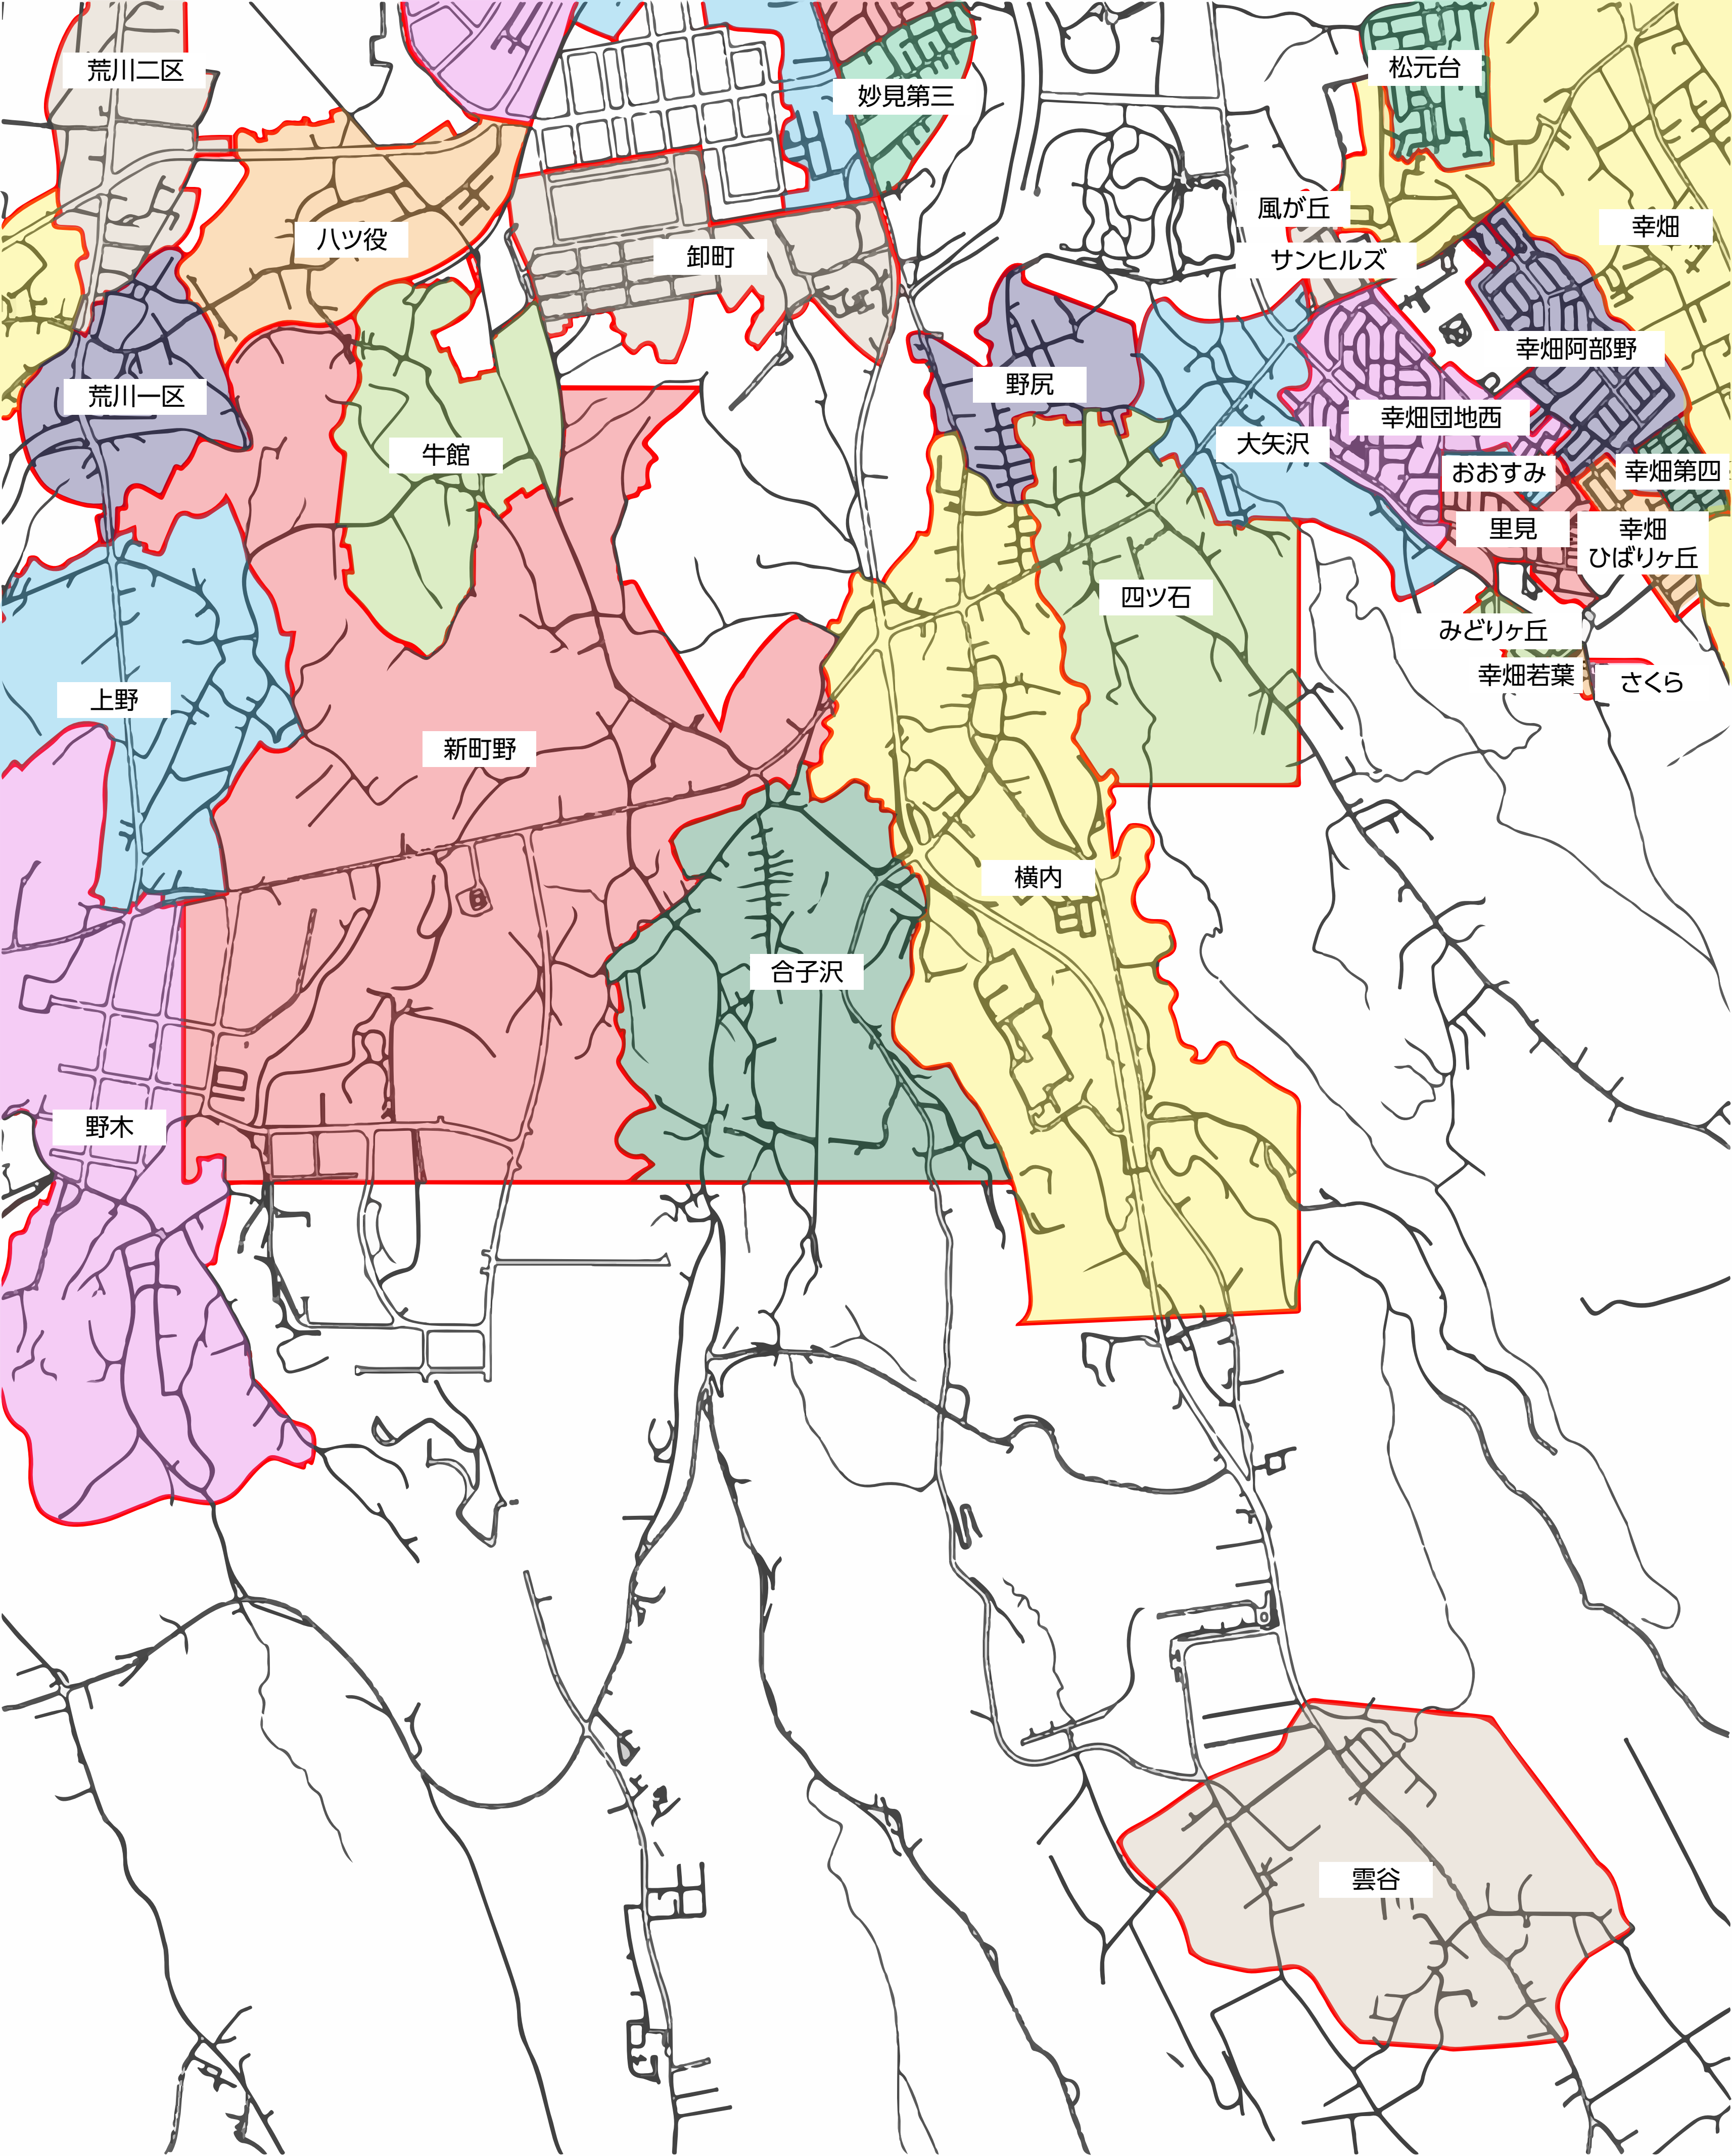 荒川二区
松元台
妙見第三
風が丘
幸畑
八ツ役
卸町
サンヒルズ
幸畑阿部野
野尻
荒川一区
幸畑団地西
大矢沢
牛館
おおすみ
幸畑第四
里見
幸畑
ひばりヶ丘
四ツ石
みどりヶ丘
幸畑若葉
さくら
上野
新町野
横内
合子沢
野木
雲谷